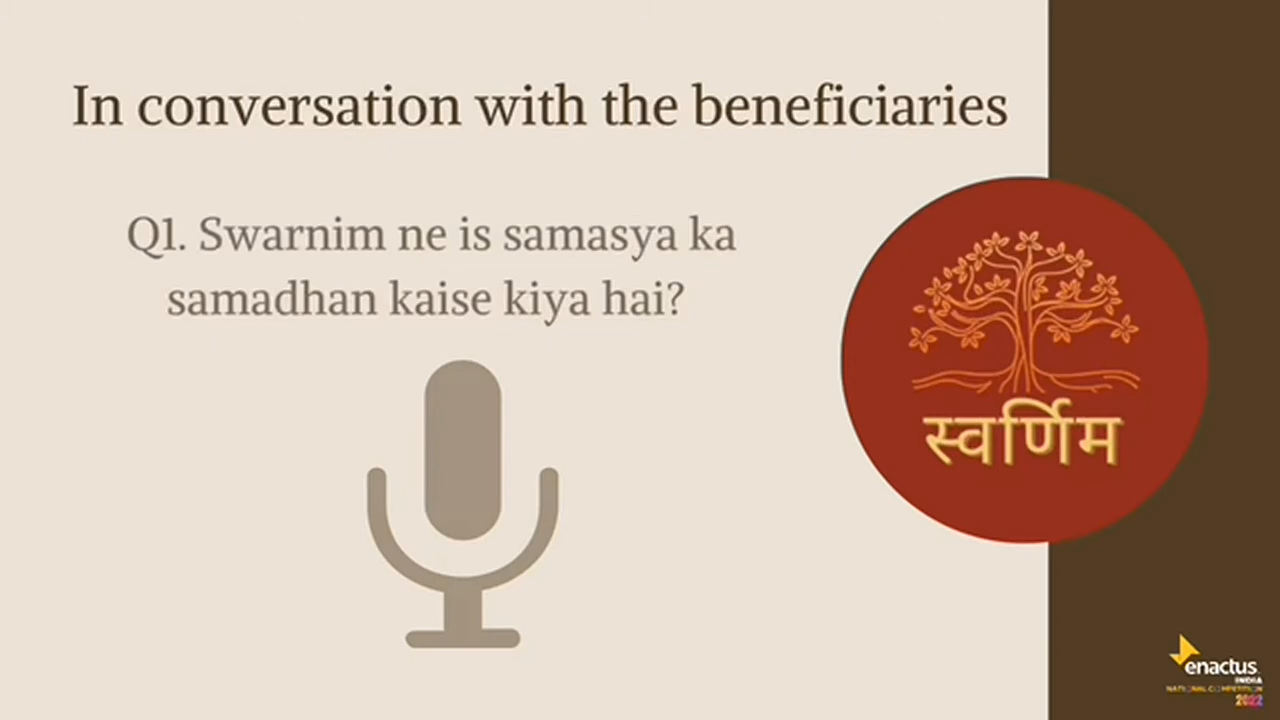 In conversation with the beneficiaries
Q1. Swarnim ne is samasya ka
samadhan kaise kiya hai?
स्वर्णिम
enactus
INDIA
NATIONAL COMPETITION
2022